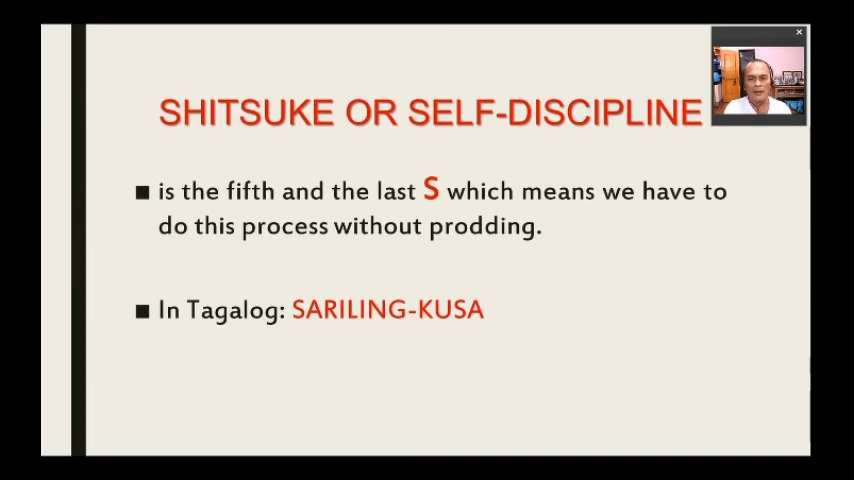 SHITSUKE OR SELF-DISCIPLINE
■ is the fifth and the last S which means we have to
do this process without prodding.
■ In Tagalog: SARILING-KUSA